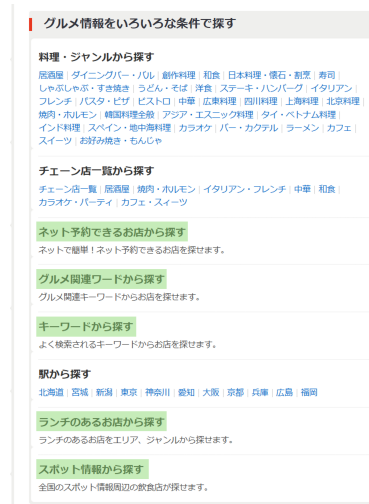 グルメ情報をいろいろな条件で探す
料理・ジャンルから探す
居酒屋｜ダイニングバー・バル｜創作料理｜和食｜日本料理・懐石・割烹｜寿司｜
しゃぶしゃぶ・すき焼き｜うどん・そば｜洋食｜ステーキ・ハンバーグ｜イタリアン｜
フレンチ｜パスタ・ピザ｜ビストロ｜中華｜広東料理｜四川料理｜上海料理｜北京料理｜
焼肉・ホルモン｜韓国料理全般｜アジア・エスニック料理｜タイ・ベトナム料理｜
インド料理｜スペイン・地中海料理｜カラオケ｜バー・カクテル｜ラーメン｜カフェ｜
スイーツ｜お好み焼き・もんじゃ
チェーン店一覧から探す
チェーン店一覧｜居酒屋｜焼肉・ホルモン｜イタリアン・フレンチ｜中華｜和食｜
カラオケ・パーティ｜カフェ・スイーツ
ネット予約できるお店から探す
ネットで簡単！ネット予約できるお店を探せます。
グルメ関連ワードから探す
グルメ関連キーワードからお店を探せます。
キーワードから探す
よく検索されるキーワードからお店を探せます。
駅から探す
北海道｜宮城｜新潟｜東京｜神奈川｜愛知｜大阪｜京都｜兵庫｜広島｜福岡
ランチのあるお店から探す
ランチのあるお店をエリア、ジャンルから探せます。
スポット情報から探す
全国のスポット情報周辺の飲食店が探せます。